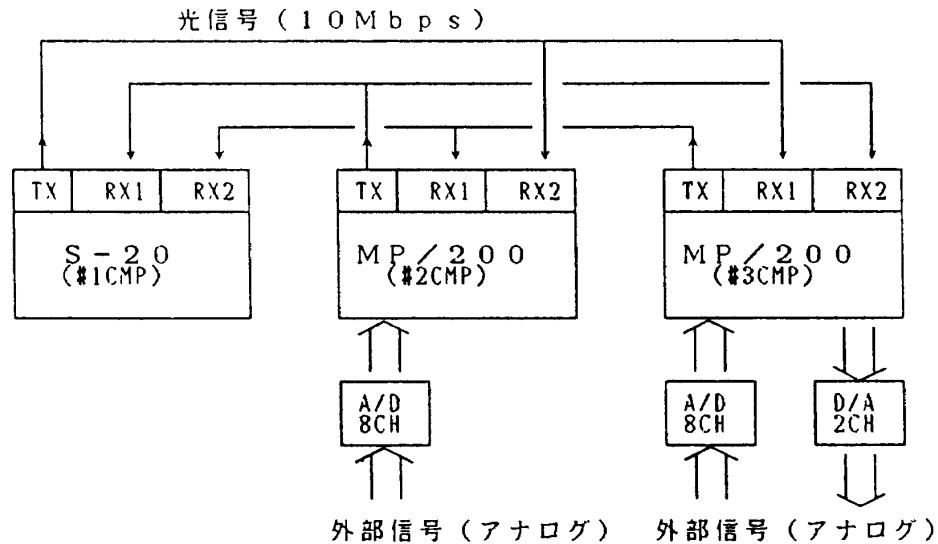 光信号（１０Ｍｂｐｓ）
TX RX1 RX2 TX RX1 RX2 TX RX1 RX2
Ｓ－２０ ＭＰ／２００ ＭＰ／２００
(#1CMP) (#2CMP) (#3CMP)
A/D A/D D/A
8CH 8CH 2CH
外部信号（アナログ） 外部信号（アナログ）